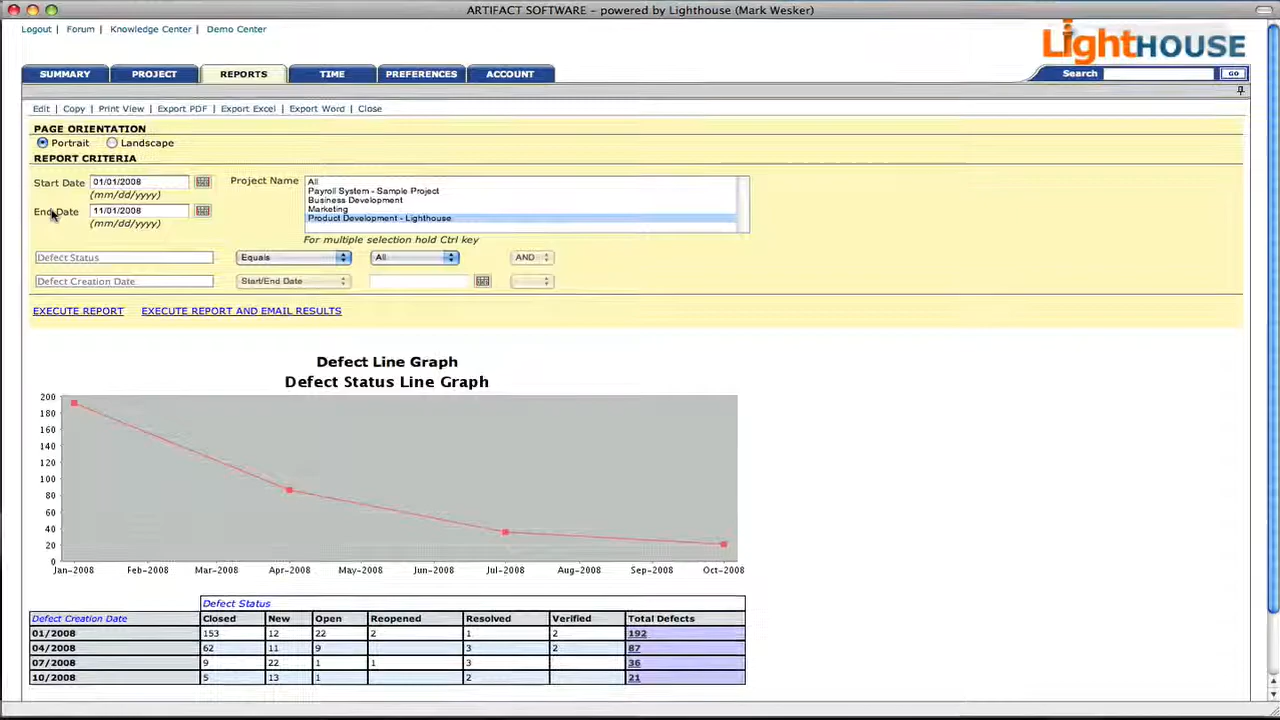 ARTIFACT SOFTWARE – powered by Lighthouse (Mark Wesker)
Logout | Forum | Knowledge Center | Demo Center
LightHOUSE
SUMMARY PROJECT REPORTS TIME PREFERENCES ACCOUNT Search GO
Edit | Copy | Print View | Export PDF | Export Excel | Export Word | Close
PAGE ORIENTATION
Portrait Landscape
REPORT CRITERIA
Start Date 01/01/2008
(mm/dd/yyyy)
End Date 11/01/2008
(mm/dd/yyyy)
Project Name
All
Payroll System - Sample Project
Business Development
Marketing
Product Development - Lighthouse
For multiple selection hold Ctrl key
Defect Status Equals All AND
Defect Creation Date Start/End Date
EXECUTE REPORT EXECUTE REPORT AND EMAIL RESULTS
Defect Line Graph
Defect Status Line Graph
200
180
160
140
120
100
80
60
40
20
0
Jan-2008 Feb-2008 Mar-2008 Apr-2008 May-2008 Jun-2008 Jul-2008 Aug-2008 Sep-2008 Oct-2008
Defect Status
Defect Creation Date Closed New Open Reopened Resolved Verified Total Defects
01/2008 153 12 22 2 1 2 192
04/2008 62 11 9 3 2 87
07/2008 9 22 1 1 3 36
10/2008 5 13 1 2 21